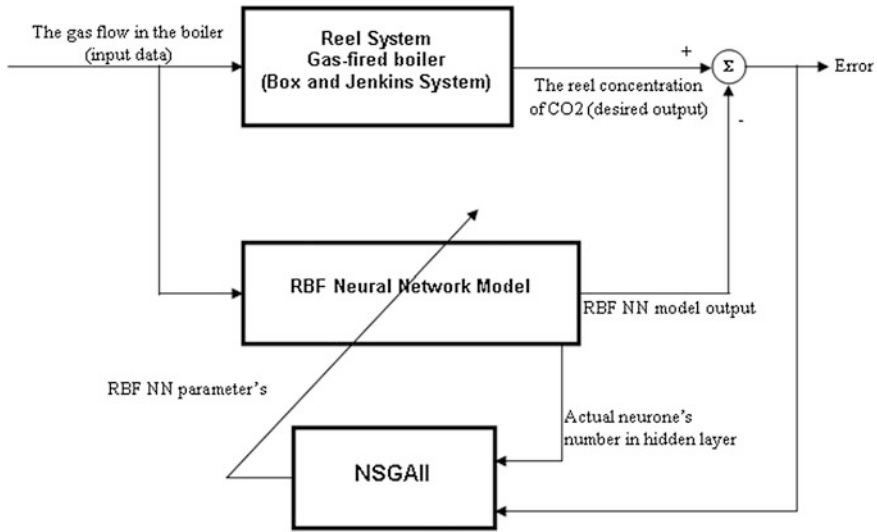 The gas flow in the boiler
(input data)
Reel System
Gas-fired boiler
(Box and Jenkins System)
+
Σ
Error
The reel concentration
of CO2 (desired output)
-
RBF Neural Network Model
RBF NN model output
RBF NN parameter's
Actual neurone's
number in hidden layer
NSGAII